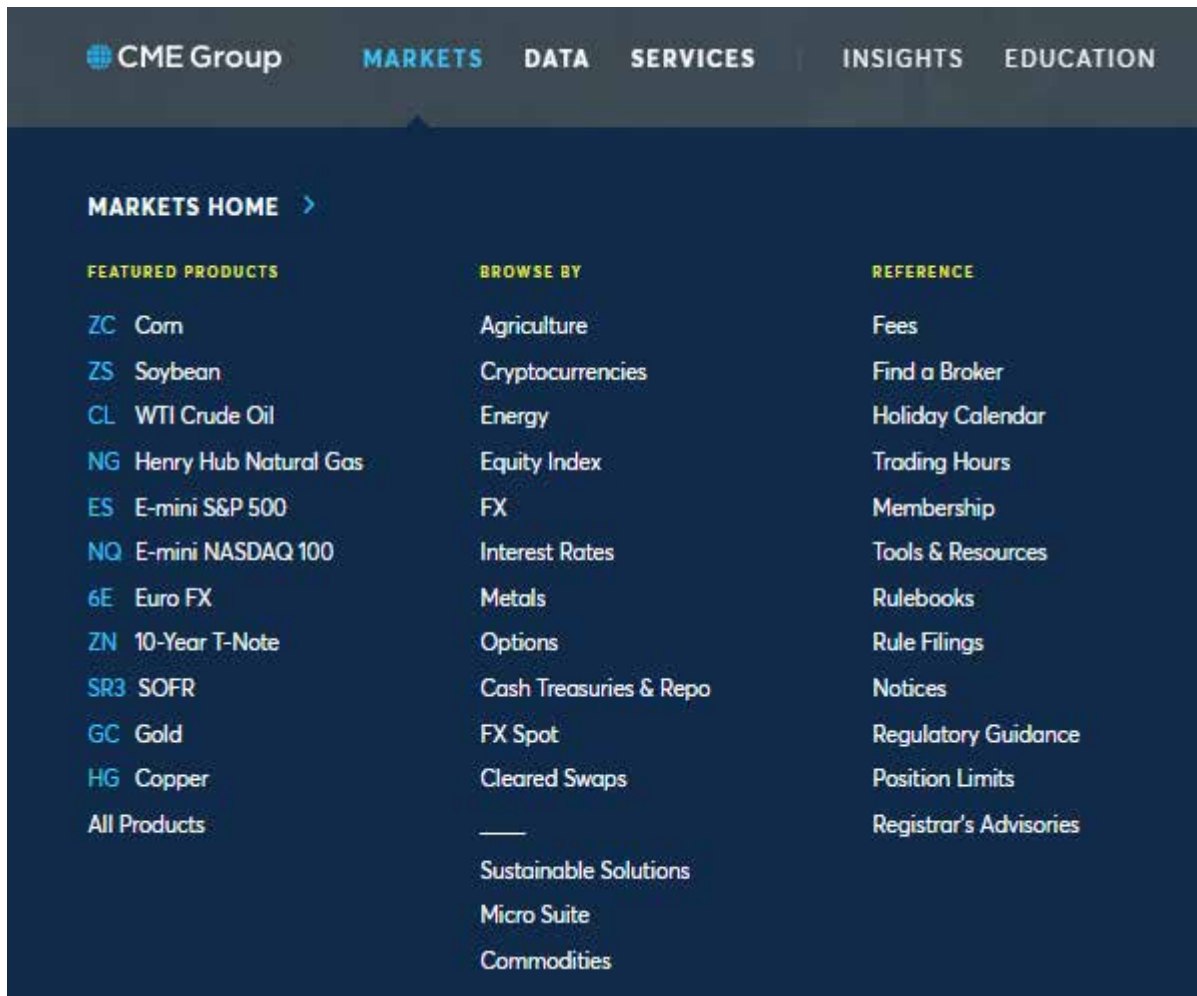 CME Group MARKETS DATA SERVICES INSIGHTS EDUCATION
MARKETS HOME >
FEATURED PRODUCTS
ZC Corn
ZS Soybean
CL WTI Crude Oil
NG Henry Hub Natural Gas
ES E-mini S&P 500
NQ E-mini NASDAQ 100
6E Euro FX
ZN 10-Year T-Note
SR3 SOFR
GC Gold
HG Copper
All Products
BROWSE BY
Agriculture
Cryptocurrencies
Energy
Equity Index
FX
Interest Rates
Metals
Options
Cash Treasuries & Repo
FX Spot
Cleared Swaps
Sustainable Solutions
Micro Suite
Commodities
REFERENCE
Fees
Find a Broker
Holiday Calendar
Trading Hours
Membership
Tools & Resources
Rulebooks
Rule Filings
Notices
Regulatory Guidance
Position Limits
Registrar's Advisories